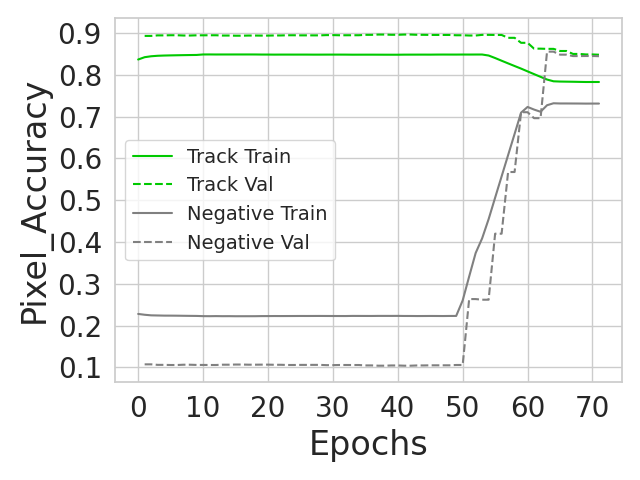 Pixel_Accuracy
0.9
0.8
0.7
0.6
0.5
0.4
0.3
0.2
0.1
Track Train
Track Val
Negative Train
Negative Val
0 10 20 30 40 50 60 70
Epochs